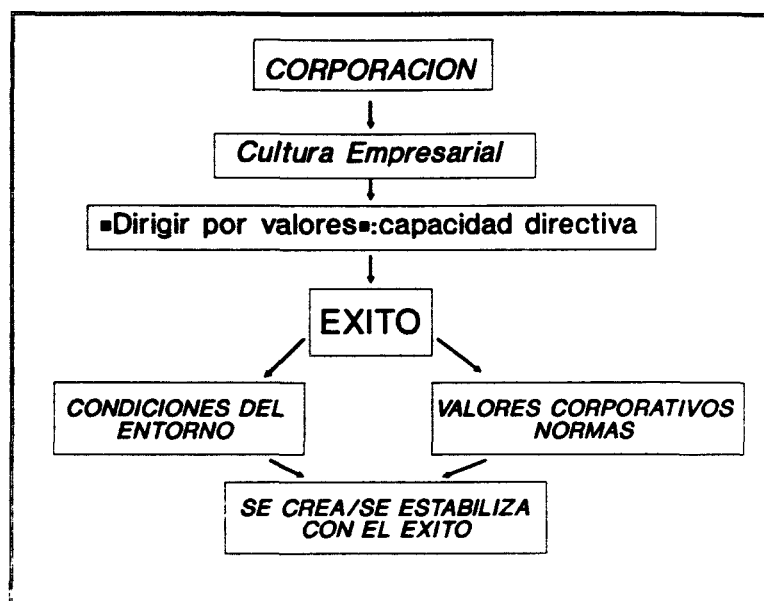 CORPORACION
Cultura Empresarial
▪Dirigir por valores▪:capacidad directiva
EXITO
CONDICIONES DEL
ENTORNO
VALORES CORPORATIVOS
NORMAS
SE CREA/SE ESTABILIZA
CON EL EXITO